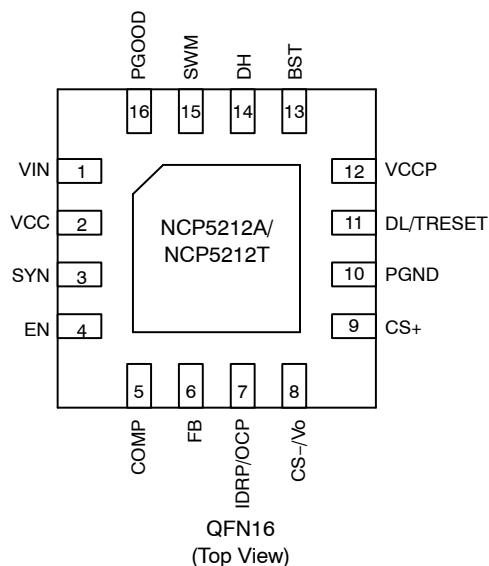 PGOOD
SWM
DH
BST
16
15
14
13
VIN 1
VCC 2
SYN 3
EN 4
NCP5212A/
NCP5212T
12 VCCP
11 DL/TRESET
10 PGND
9 CS+
5
6
7
8
COMP
FB
IDRP/OCP
CS−/Vo
QFN16
(Top View)